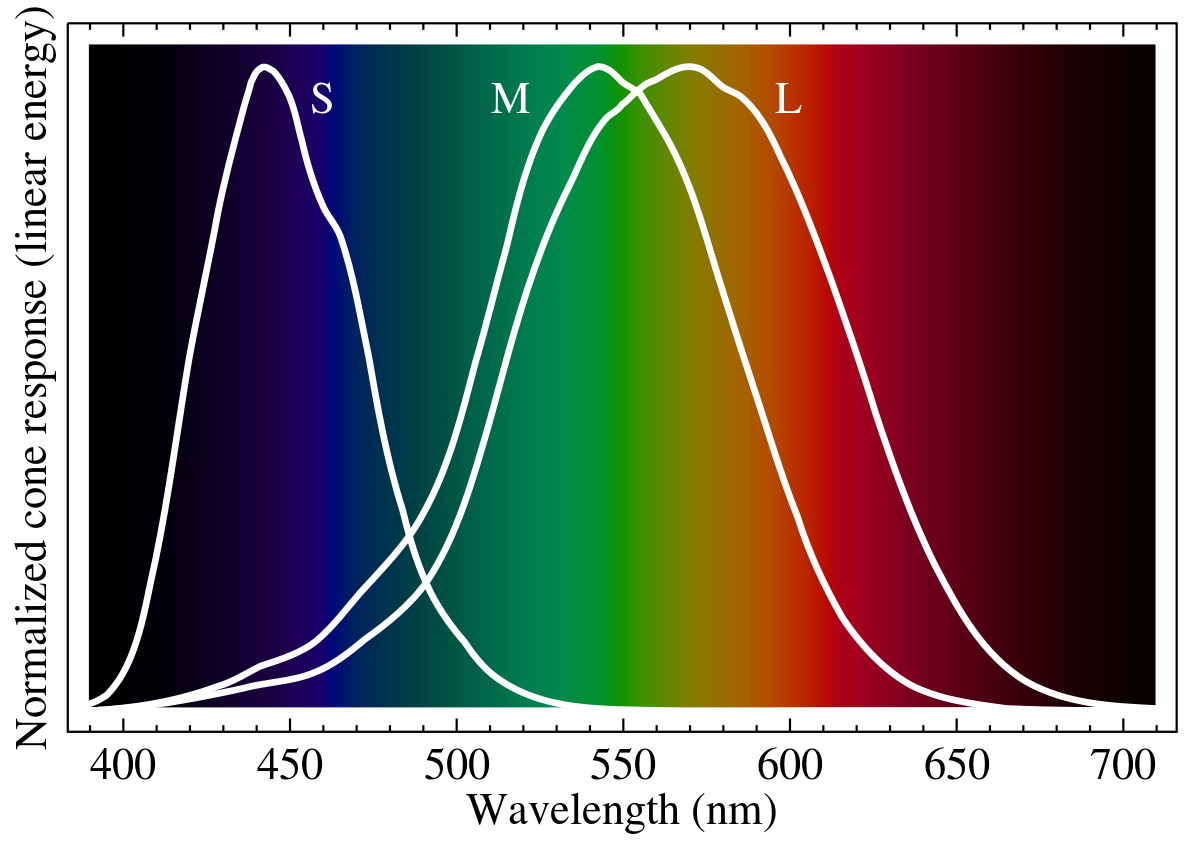 Normalized cone response (linear energy)
S
M
L
400
450
500
550
600
650
700
Wavelength (nm)